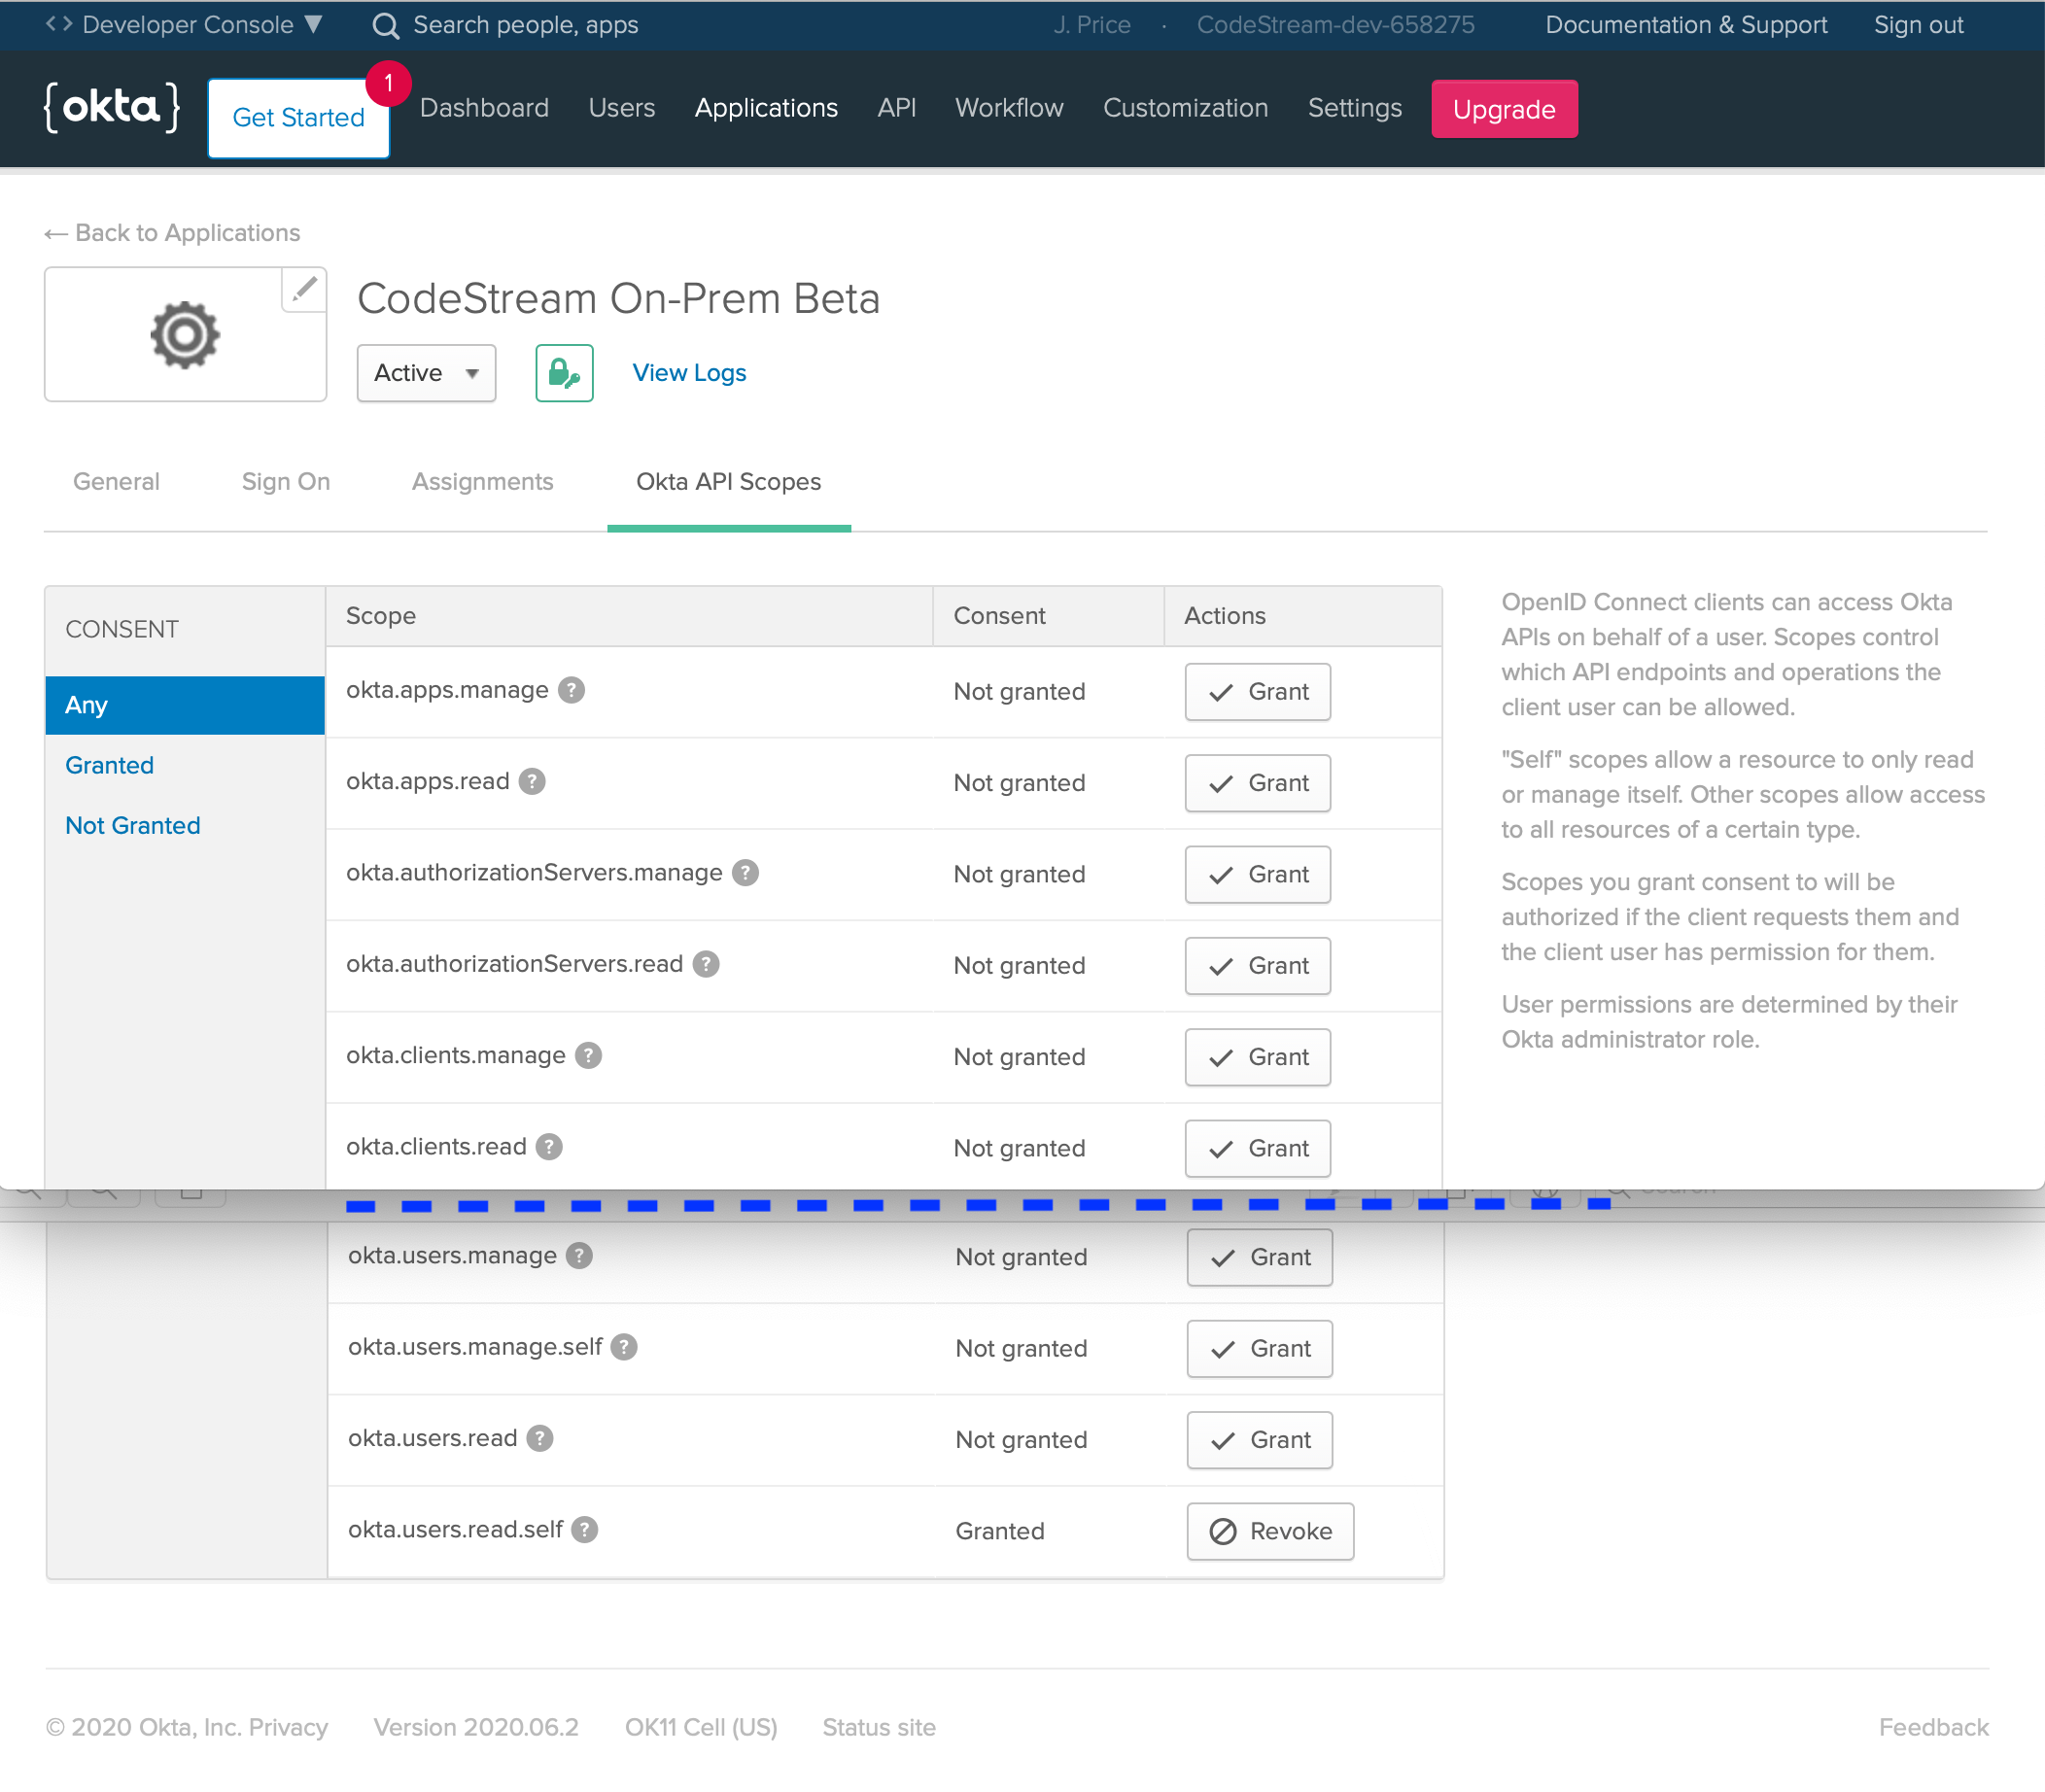 <> Developer Console ▼ Search people, apps J. Price · CodeStream-dev-658275 Documentation & Support Sign out
{okta} Get Started 1 Dashboard Users Applications API Workflow Customization Settings Upgrade
← Back to Applications
CodeStream On-Prem Beta
Active View Logs
General Sign On Assignments Okta API Scopes
CONSENT
Any
Granted
Not Granted
Scope Consent Actions
okta.apps.manage ? Not granted Grant
okta.apps.read ? Not granted Grant
okta.authorizationServers.manage ? Not granted Grant
okta.authorizationServers.read ? Not granted Grant
okta.clients.manage ? Not granted Grant
okta.clients.read ? Not granted Grant
OpenID Connect clients can access Okta
APIs on behalf of a user. Scopes control
which API endpoints and operations the
client user can be allowed.
"Self" scopes allow a resource to only read
or manage itself. Other scopes allow access
to all resources of a certain type.
Scopes you grant consent to will be
authorized if the client requests them and
the client user has permission for them.
User permissions are determined by their
Okta administrator role.
okta.users.manage ? Not granted Grant
okta.users.manage.self ? Not granted Grant
okta.users.read ? Not granted Grant
okta.users.read.self ? Granted Revoke
© 2020 Okta, Inc. Privacy Version 2020.06.2 OK11 Cell (US) Status site Feedback